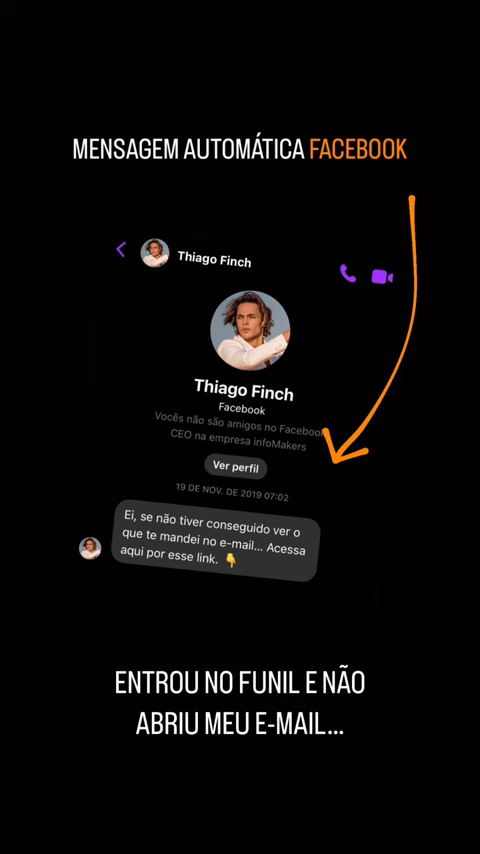 MENSAGEM AUTOMÁTICA FACEBOOK
Thiago Finch
Thiago Finch
Facebook
Vocês não são amigos no Facebook
CEO na empresa infoMakers
Ver perfil
19 DE NOV. DE 2019 07:02
Ei, se não tiver conseguido ver o
que te mandei no e-mail... Acessa
aqui por esse link. 👇
ENTROU NO FUNIL E NÃO
ABRIU MEU E-MAIL...